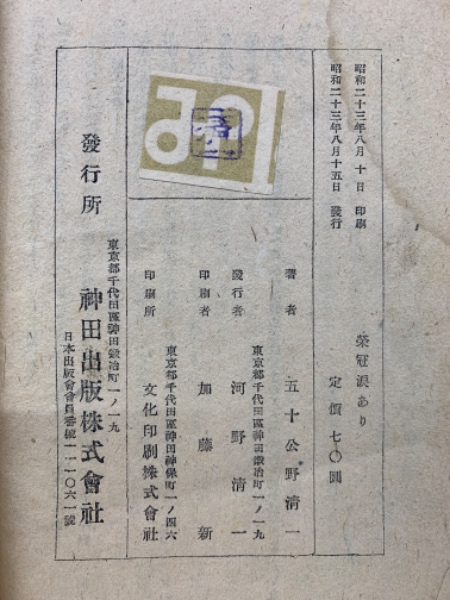 昭和二十三年八月十日 印刷
昭和二十三年八月十五日 發行
榮冠淚あり
定價 七〇圓
著者 五十公野清一
東京都千代田區神田鍛冶町一ノ一九
發行者 河野清一
印刷者 加藤新
東京都千代田區神田神保町一ノ四六
印刷所 文化印刷株式會社
東京都千代田區神田鍛冶町一ノ一九
發行所 神田出版株式會社
日本出版會會員番號一一〇六一號